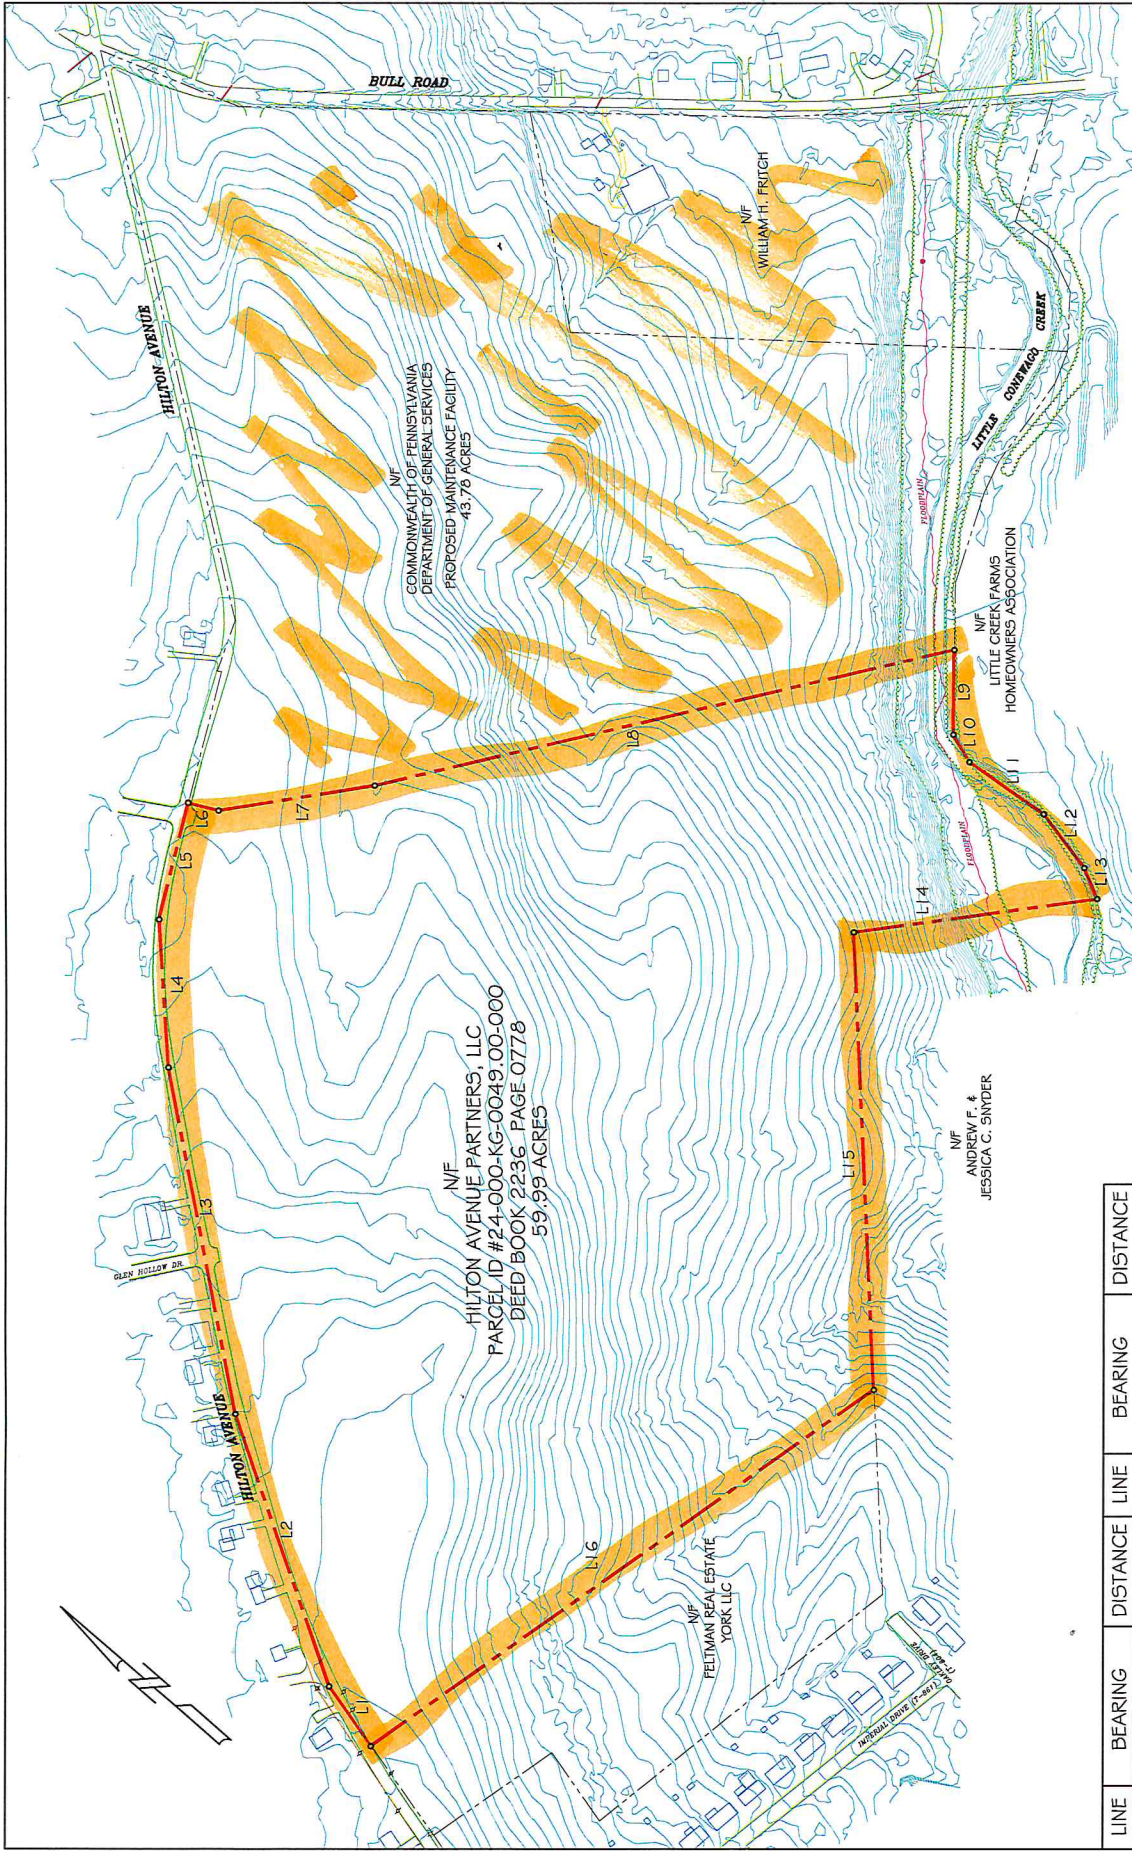 BULL ROAD
HILTON AVENUE
N/F
COMMONWEALTH OF PENNSYLVANIA
DEPARTMENT OF GENERAL SERVICES
PROPOSED MAINTENANCE FACILITY
43.78 ACRES
N/F
WILLIAM H. FRITCH
LITTLE CONEWAGO CREEK
FLOODPLAIN
N/F
LITTLE CREEK FARMS
HOMEOWNERS ASSOCIATION
L9
L10
L11
L12
L13
FLOODPLAIN
L14
L8
L7
L6
L5
L4
L3
GLEN HOLLOW DR.
HILTON AVENUE
L2
L1
N/F
HILTON AVENUE PARTNERS, LLC
PARCEL ID #24-000-KG-0049.00-000
DEED BOOK 2236 PAGE 0778
59.99 ACRES
L15
N/F
ANDREW F. &
JESSICA C. SNYDER
L16
N/F
FELTMAN REAL ESTATE
YORK LLC
IMPERIAL DRIVE (T-861)
OAKLEY DRIVE
LINE BEARING DISTANCE LINE BEARING DISTANCE